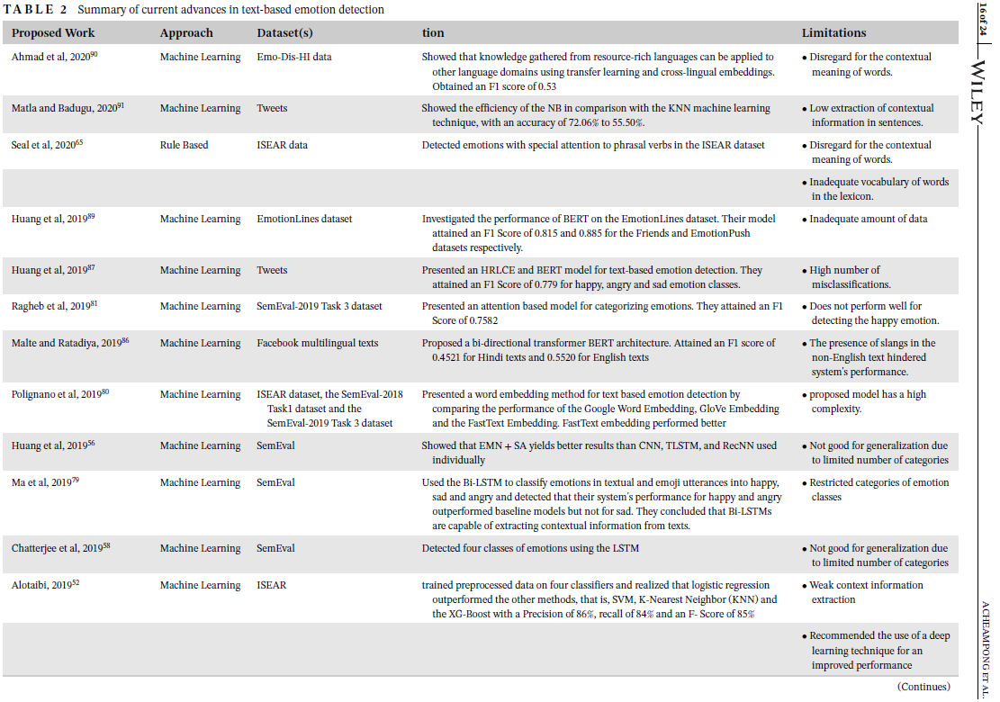 TABLE 2 Summary of current advances in text-based emotion detection
Proposed Work Approach Dataset(s) tion Limitations
Ahmad et al, 2020⁹⁰ Machine Learning Emo-Dis-HI data Showed that knowledge gathered from resource-rich languages can be applied to • Disregard for the contextual
other language domains using transfer learning and cross-lingual embeddings. meaning of words.
Obtained an F1 score of 0.53
Matla and Badugu, 2020⁹¹ Machine Learning Tweets Showed the efficiency of the NB in comparison with the KNN machine learning • Low extraction of contextual
technique, with an accuracy of 72.06% to 55.50%. information in sentences.
Seal et al, 2020⁶⁵ Rule Based ISEAR data Detected emotions with special attention to phrasal verbs in the ISEAR dataset • Disregard for the contextual
meaning of words.
• Inadequate vocabulary of words
in the lexicon.
Huang et al, 2019⁸⁹ Machine Learning EmotionLines dataset Investigated the performance of BERT on the EmotionLines dataset. Their model • Inadequate amount of data
attained an F1 Score of 0.815 and 0.885 for the Friends and EmotionPush
datasets respectively.
Huang et al, 2019⁸⁷ Machine Learning Tweets Presented an HRLCE and BERT model for text-based emotion detection. They • High number of
attained an F1 Score of 0.779 for happy, angry and sad emotion classes. misclassifications.
Ragheb et al, 2019⁸¹ Machine Learning SemEval-2019 Task 3 dataset Presented an attention based model for categorizing emotions. They attained an F1 • Does not perform well for
Score of 0.7582 detecting the happy emotion.
Malte and Ratadiya, 2019⁸⁶ Machine Learning Facebook multilingual texts Proposed a bi-directional transformer BERT architecture. Attained an F1 score of • The presence of slangs in the
0.4521 for Hindi texts and 0.5520 for English texts non-English text hindered
system's performance.
Polignano et al, 2019⁸⁰ Machine Learning ISEAR dataset, the SemEval-2018 Presented a word embedding method for text based emotion detection by • proposed model has a high
Task1 dataset and the comparing the performance of the Google Word Embedding, GloVe Embedding complexity.
SemEval-2019 Task 3 dataset and the FastText Embedding. FastText embedding performed better
Huang et al, 2019⁵⁶ Machine Learning SemEval Showed that EMN + SA yields better results than CNN, TLSTM, and RecNN used • Not good for generalization due
individually to limited number of categories
Ma et al, 2019⁷⁹ Machine Learning SemEval Used the Bi-LSTM to classify emotions in textual and emoji utterances into happy, • Restricted categories of emotion
sad and angry and detected that their system's performance for happy and angry classes
outperformed baseline models but not for sad. They concluded that Bi-LSTMs
are capable of extracting contextual information from texts.
Chatterjee et al, 2019⁵⁸ Machine Learning SemEval Detected four classes of emotions using the LSTM • Not good for generalization due
to limited number of categories
Alotaibi, 2019⁵² Machine Learning ISEAR trained preprocessed data on four classifiers and realized that logistic regression • Weak context information
outperformed the other methods, that is, SVM, K-Nearest Neighbor (KNN) and extraction
the XG-Boost with a Precision of 86%, recall of 84% and an F- Score of 85%
• Recommended the use of a deep
learning technique for an
improved performance
(Continues)
16 of 24
WILEY
ACHEAMPONG ET AL.